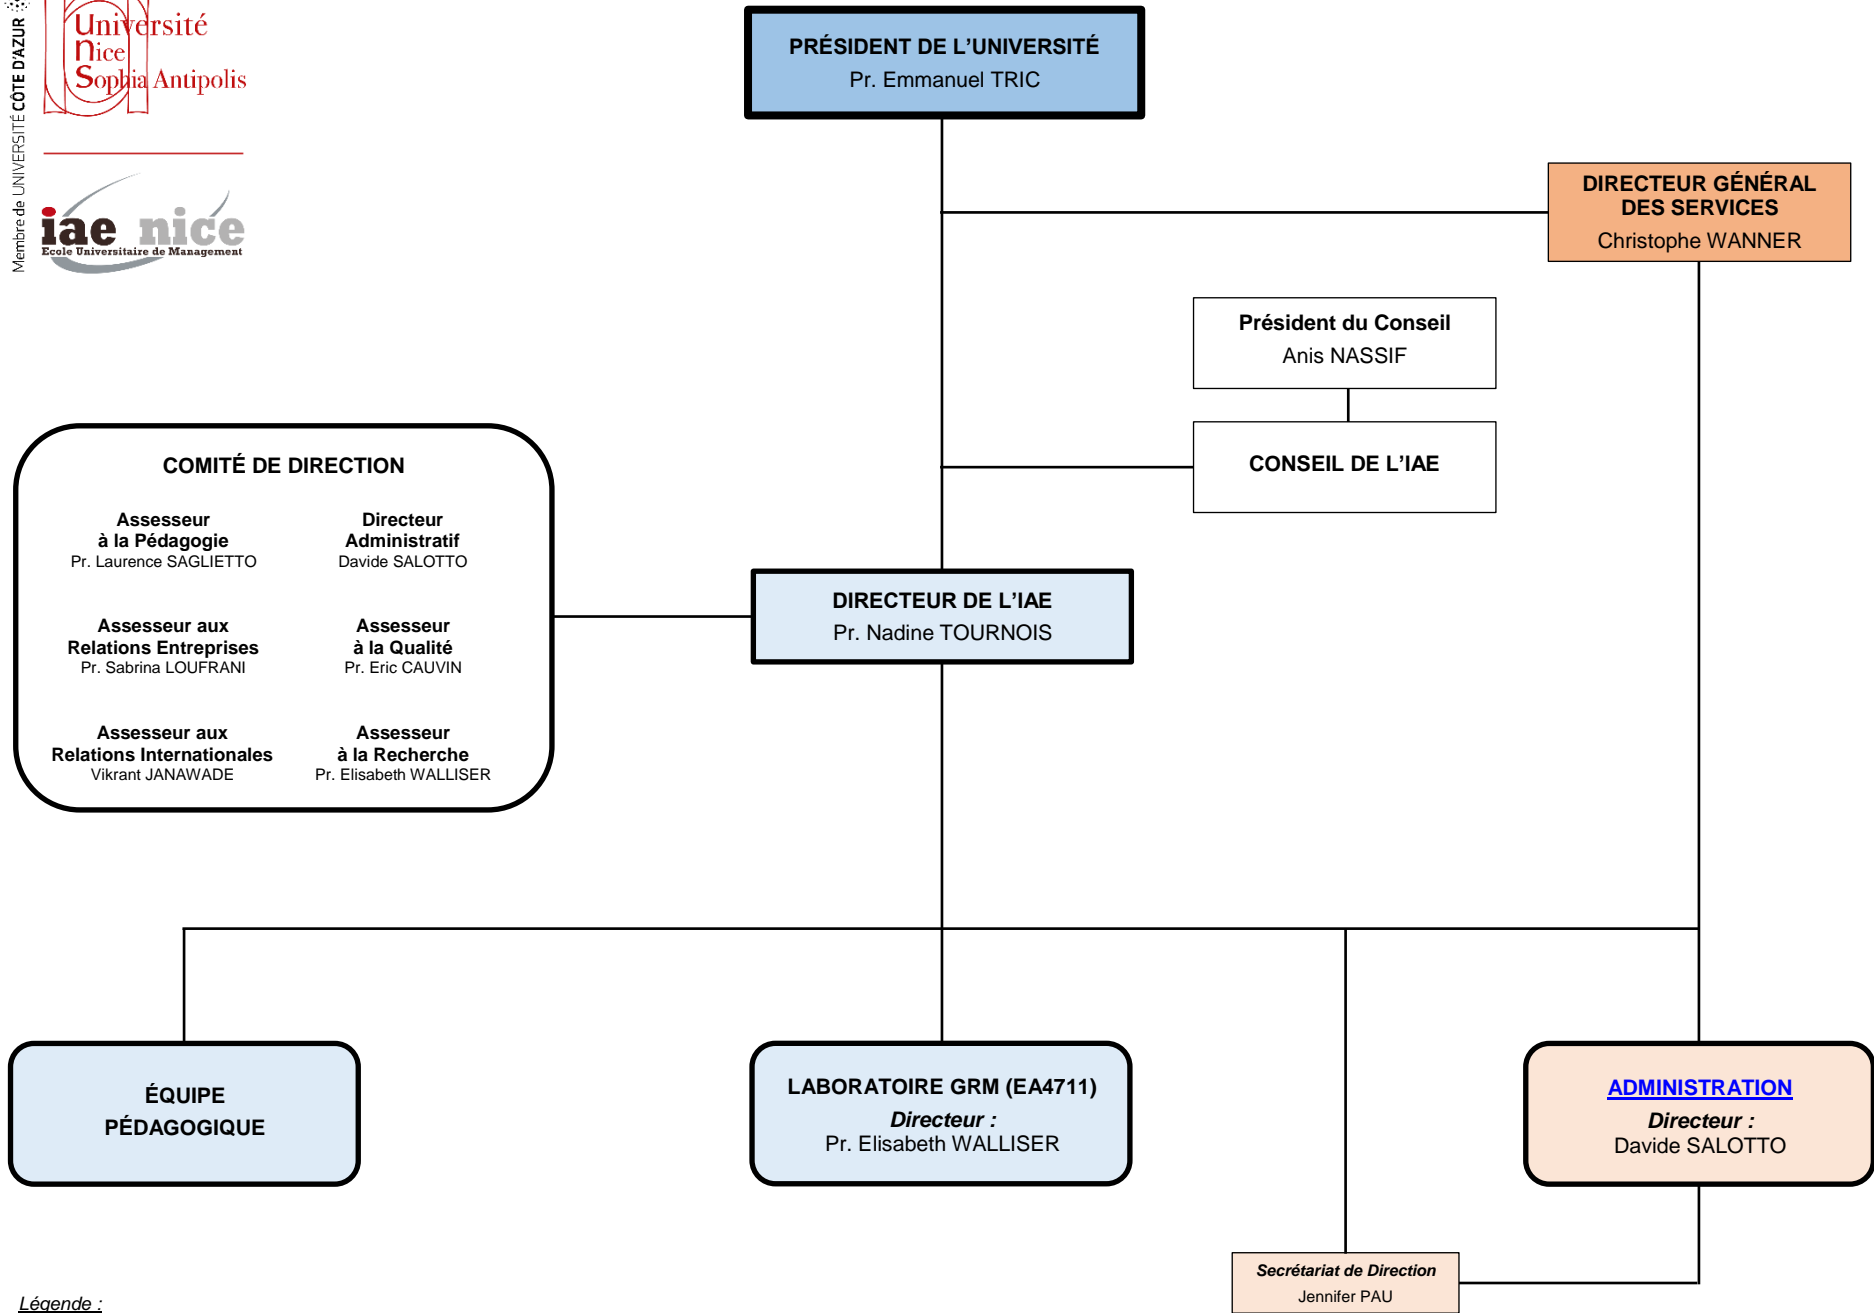 Membre de UNIVERSITÉ CÔTE D'AZUR
Université
Nice
Sophia Antipolis
iae nice
Ecole Universitaire de Management
PRÉSIDENT DE L'UNIVERSITÉ
Pr. Emmanuel TRIC
DIRECTEUR GÉNÉRAL
DES SERVICES
Christophe WANNER
Président du Conseil
Anis NASSIF
CONSEIL DE L'IAE
COMITÉ DE DIRECTION
Assesseur
à la Pédagogie
Pr. Laurence SAGLIETTO
Directeur
Administratif
Davide SALOTTO
Assesseur aux
Relations Entreprises
Pr. Sabrina LOUFRANI
Assesseur
à la Qualité
Pr. Eric CAUVIN
Assesseur aux
Relations Internationales
Vikrant JANAWADE
Assesseur
à la Recherche
Pr. Elisabeth WALLISER
DIRECTEUR DE L'IAE
Pr. Nadine TOURNOIS
ÉQUIPE
PÉDAGOGIQUE
LABORATOIRE GRM (EA4711)
Directeur :
Pr. Elisabeth WALLISER
ADMINISTRATION
Directeur :
Davide SALOTTO
Secrétariat de Direction
Jennifer PAU
Légende :